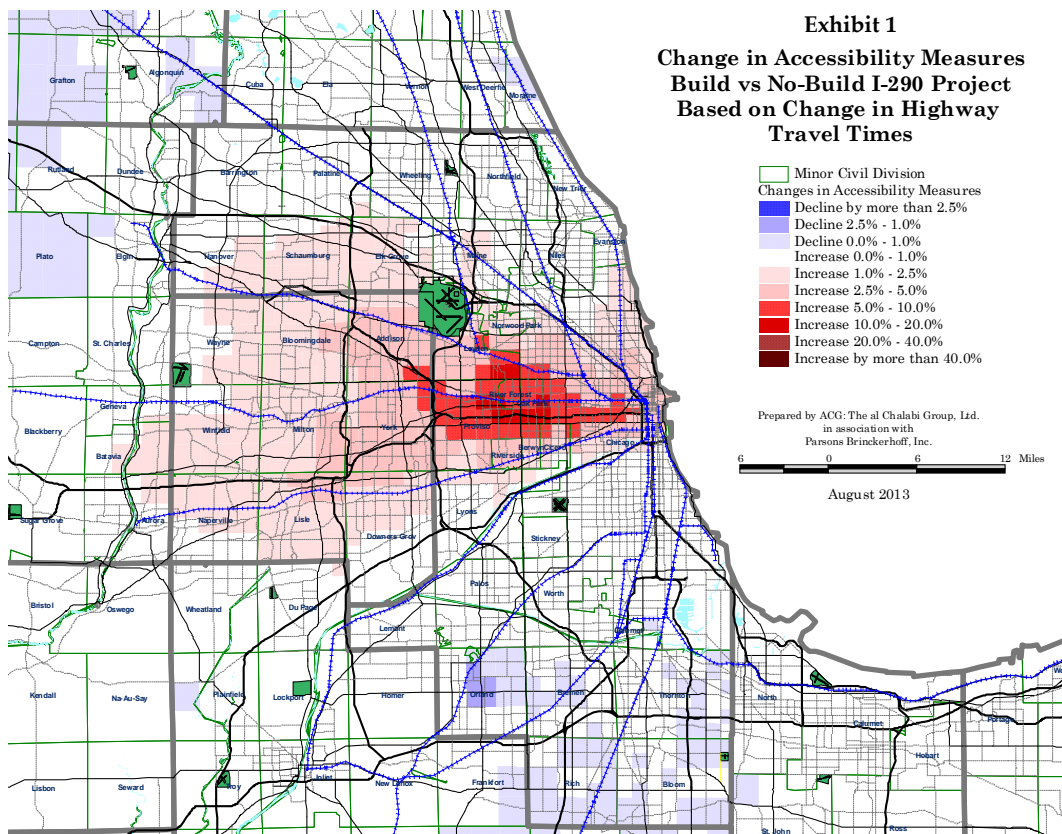 Exhibit 1
Change in Accessibility Measures
Build vs No-Build I-290 Project
Based on Change in Highway
Travel Times
Minor Civil Division
Changes in Accessibility Measures
Decline by more than 2.5%
Decline 2.5% - 1.0%
Decline 0.0% - 1.0%
Increase 0.0% - 1.0%
Increase 1.0% - 2.5%
Increase 2.5% - 5.0%
Increase 5.0% - 10.0%
Increase 10.0% - 20.0%
Increase 20.0% - 40.0%
Increase by more than 40.0%
Prepared by ACG: The al Chalabi Group, Ltd.
in association with
Parsons Brinckerhoff, Inc.
6 0 6 12 Miles
August 2013
Grafton
Algonquin
Cuba
Ela
Vernon
West Deerfie
Moraine
Rutland
Dundee
Barrington
Palatine
Wheeling
Northfield
New Trier
Plato
Elgin
Hanover
Schaumburg
Elk Grove
Maine
Niles
Evanston
Campton
St. Charles
Wayne
Bloomingdale
Addison
Leyden
Norwood Park
Geneva
Blackberry
Batavia
Winfield
Milton
York
Proviso
River Forest
Oak Park
Berwyn
Cicero
Riverside
Chicago
Sugar Grove
Aurora
Naperville
Lisle
Downers Grov
Lyons
Stickney
Bristol
Oswego
Wheatland
Du Page
Lemont
Palos
Worth
Calumet
Kendall
Na-Au-Say
Plainfield
Lockport
Homer
Orland
Bremen
Thornton
North
Calumet
Portage
Hobart
Lisbon
Seward
Troy
Joliet
New Lenox
Frankfort
Rich
Bloom
St. John
Ross